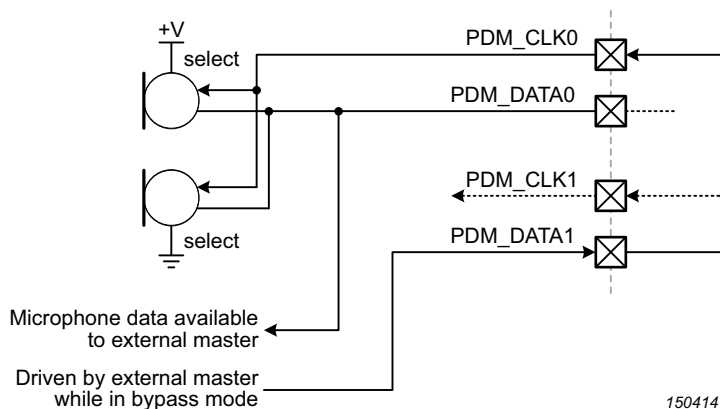 +V
select
PDM_CLK0
PDM_DATA0
PDM_CLK1
select
PDM_DATA1
Microphone data available
to external master
Driven by external master
while in bypass mode
150414